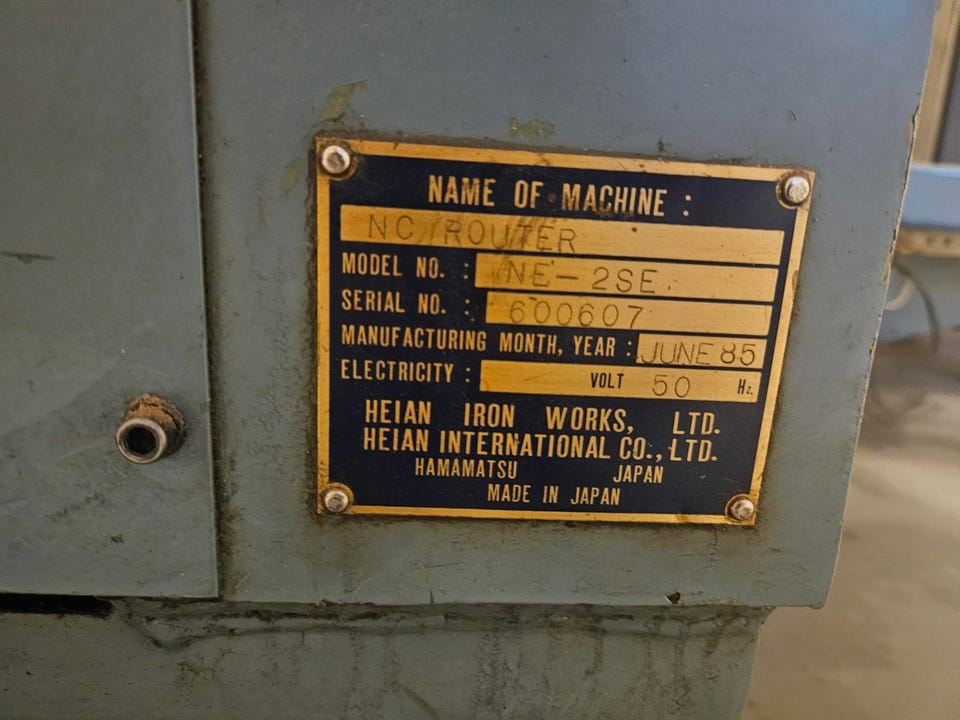 NAME OF MACHINE :
NC ROUTER
MODEL NO. : NE-2SE
SERIAL NO. : 600607
MANUFACTURING MONTH, YEAR : JUNE 85
ELECTRICITY : VOLT 50 Hz.
HEIAN IRON WORKS, LTD.
HEIAN INTERNATIONAL CO., LTD.
HAMAMATSU JAPAN
MADE IN JAPAN